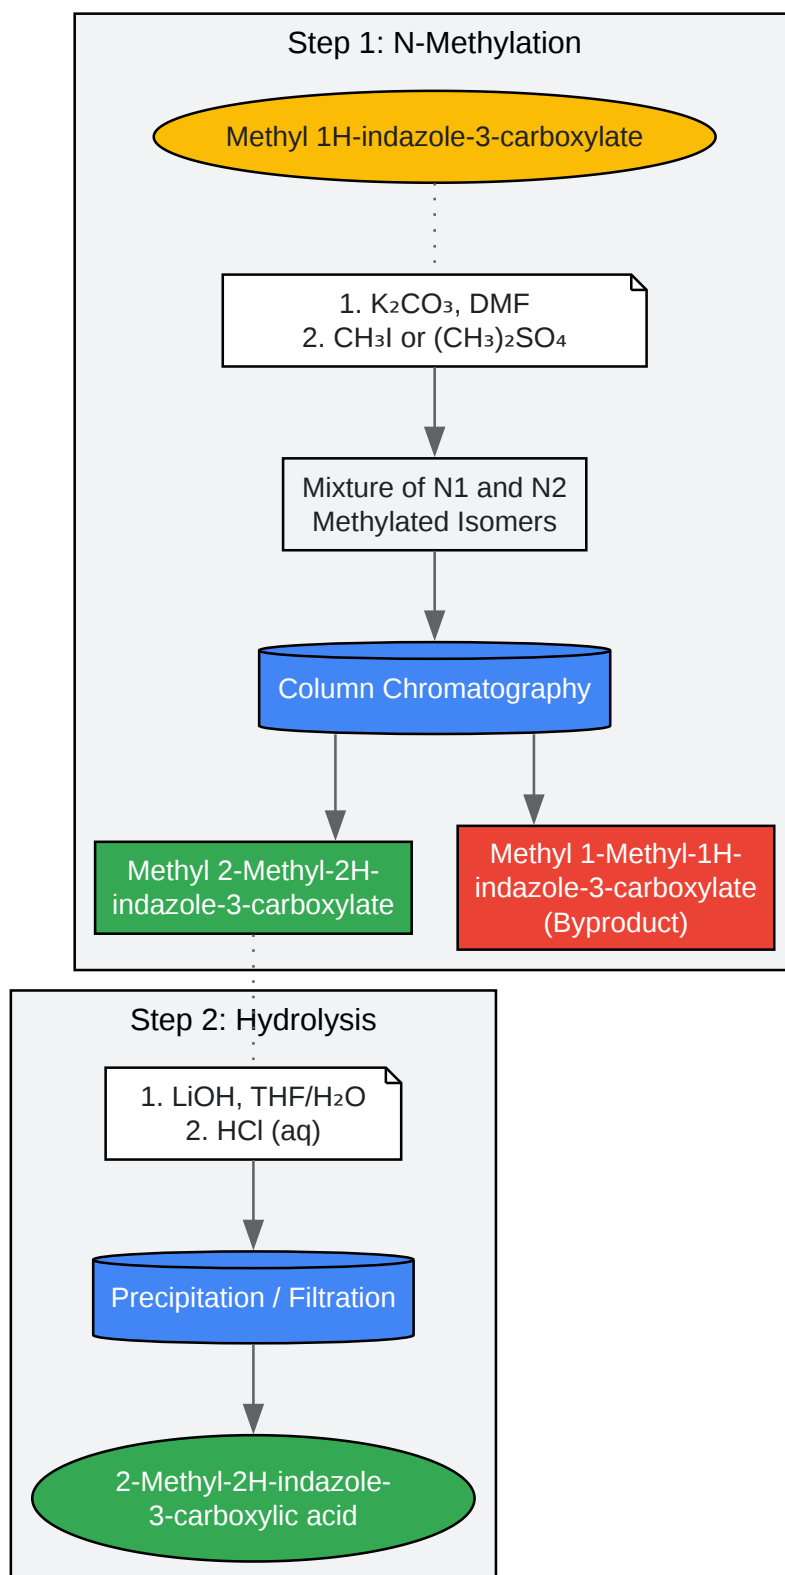 Step 1: N-Methylation
Methyl 1H-indazole-3-carboxylate
1. K₂CO₃, DMF
2. CH₃I or (CH₃)₂SO₄
Mixture of N1 and N2
Methylated Isomers
Column Chromatography
Methyl 2-Methyl-2H-
indazole-3-carboxylate
Methyl 1-Methyl-1H-
indazole-3-carboxylate
(Byproduct)
Step 2: Hydrolysis
1. LiOH, THF/H₂O
2. HCl (aq)
Precipitation / Filtration
2-Methyl-2H-indazole-
3-carboxylic acid